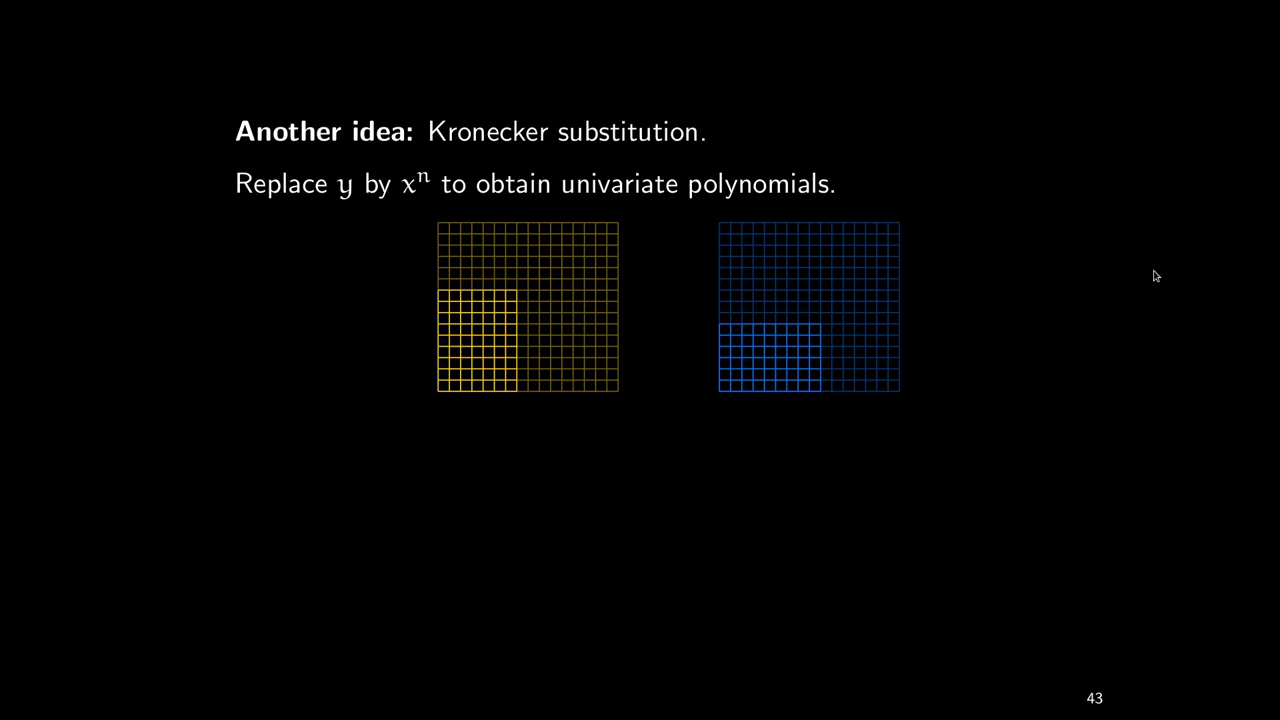 Another idea: Kronecker substitution.
Replace y by xⁿ to obtain univariate polynomials.
43